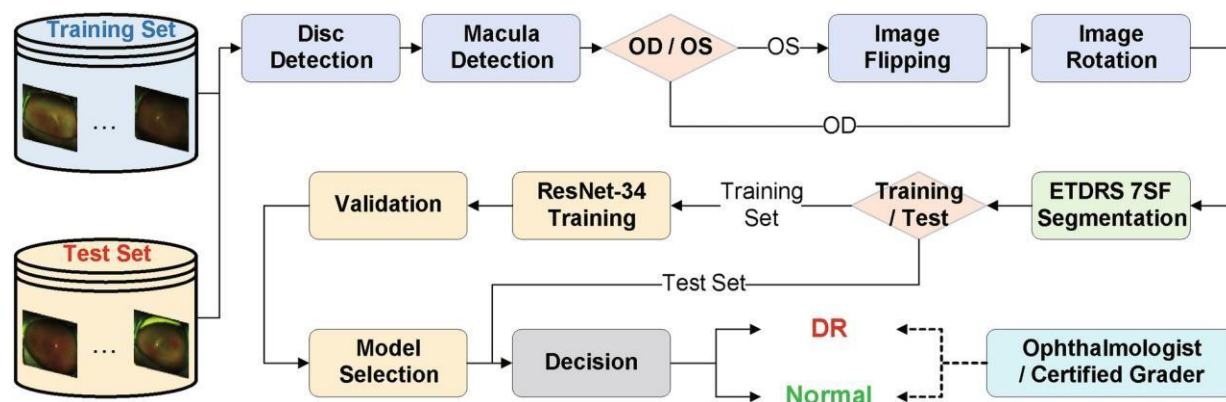 Training Set
...
Disc
Detection
Macula
Detection
OD / OS
OS
Image
Flipping
Image
Rotation
OD
Validation
ResNet-34
Training
Training
Set
Training
/ Test
ETDRS 7SF
Segmentation
Test Set
...
Test Set
Model
Selection
Decision
DR
Normal
Ophthalmologist
/ Certified Grader